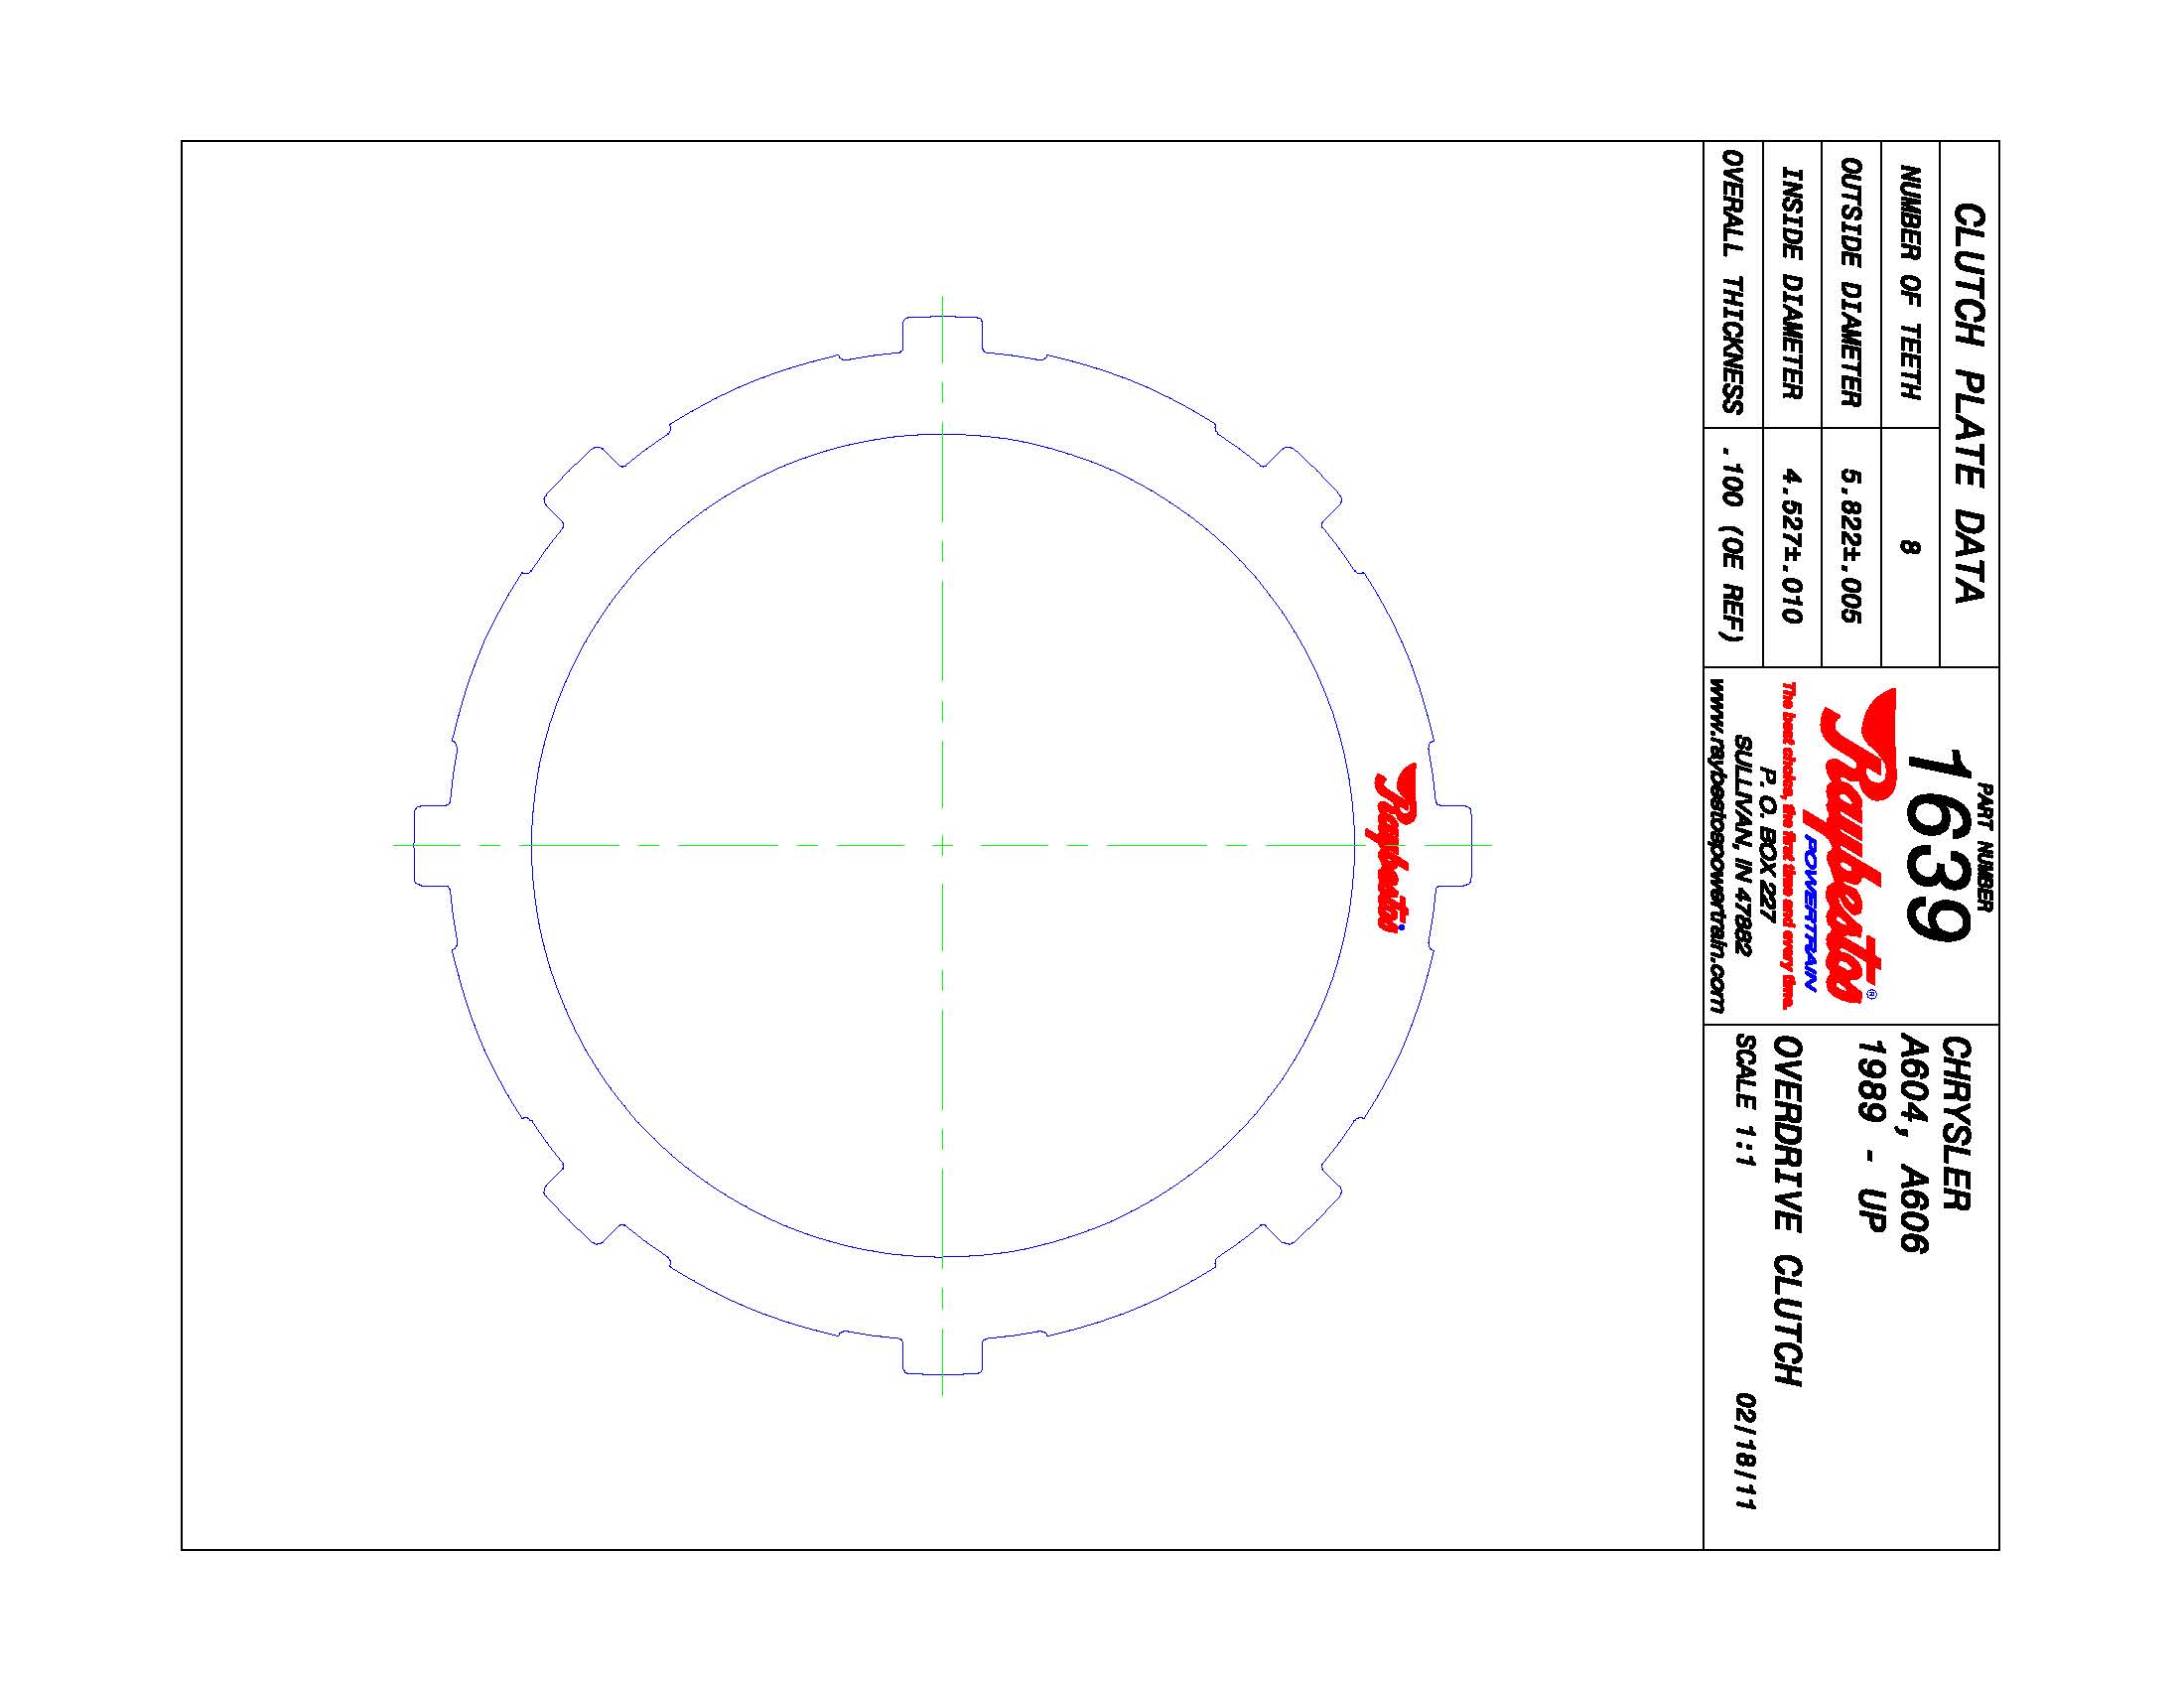 CLUTCH PLATE DATA
NUMBER OF TEETH 8
OUTSIDE DIAMETER 5.822±.005
INSIDE DIAMETER 4.527±.010
OVERALL THICKNESS .100 (OE REF)
PART NUMBER
1639
Raybestos®
POWERTRAIN
The best choice, the first time and every time.
P. O. BOX 227
SULLIVAN, IN 47882
www.raybestospowertrain.com
CHRYSLER
A604, A606
1989 - UP
OVERDRIVE CLUTCH
SCALE 1:1 02/18/11
Raybestos